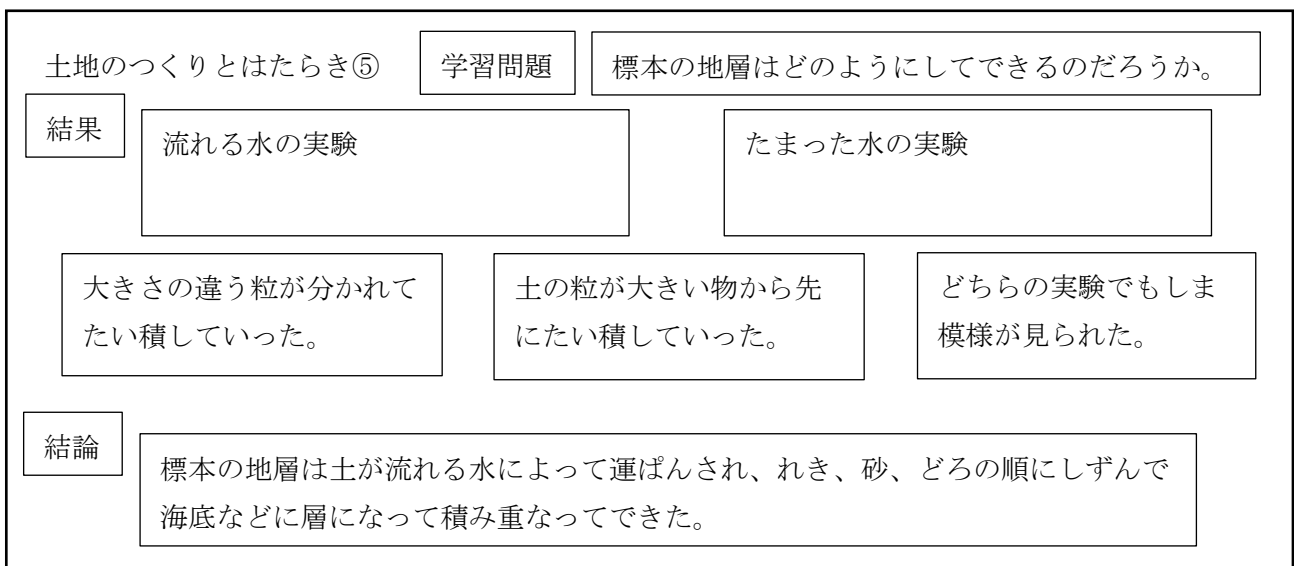 土地のつくりとはたらき⑤ 学習問題 標本の地層はどのようにしてできるのだろうか。
結果
流れる水の実験
たまった水の実験
大きさの違う粒が分かれて
たい積していった。
土の粒が大きい物から先
にたい積していった。
どちらの実験でもしま
模様が見られた。
結論
標本の地層は土が流れる水によって運ぱんされ、れき、砂、どろの順にしずんで
海底などに層になって積み重なってできた。